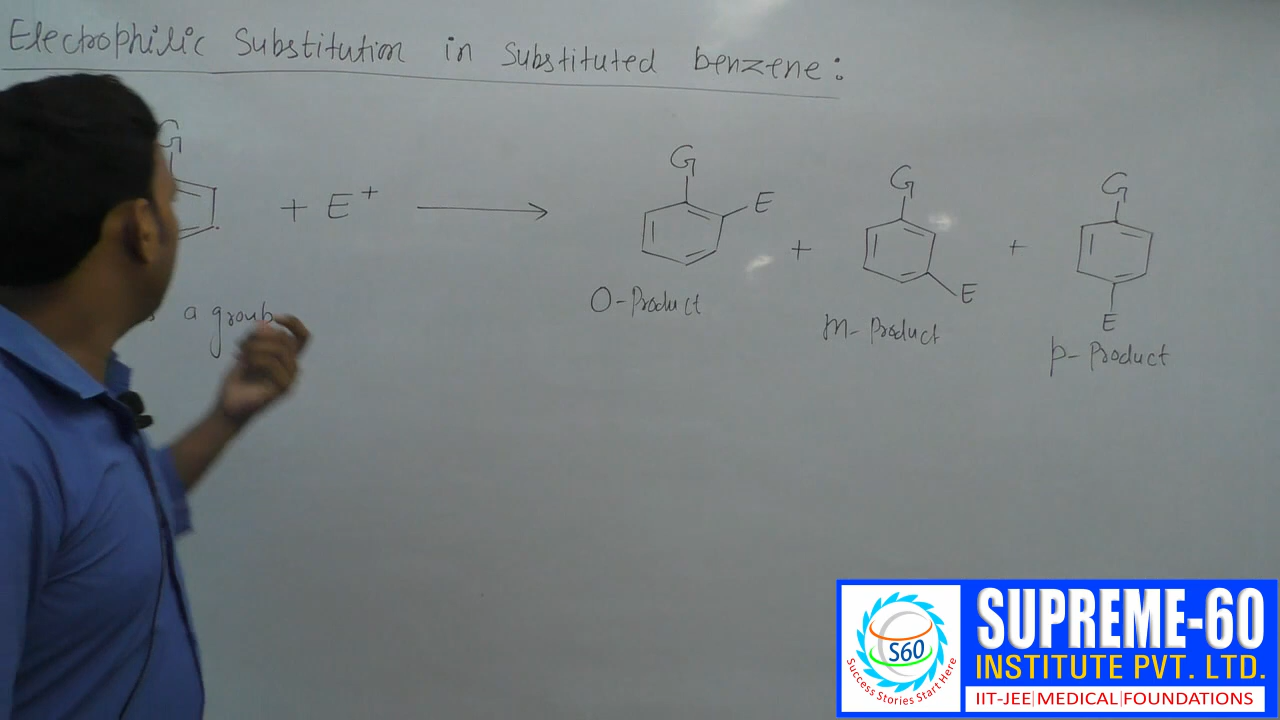 Electrophilic Substitution in Substituted benzene:
G
+ E+
G
E
+
G
E
+
G
E
a group
O-Product
m-Product
p-Product
S60
Success Stories Start Here
SUPREME-60
INSTITUTE PVT. LTD.
IIT-JEE|MEDICAL|FOUNDATIONS